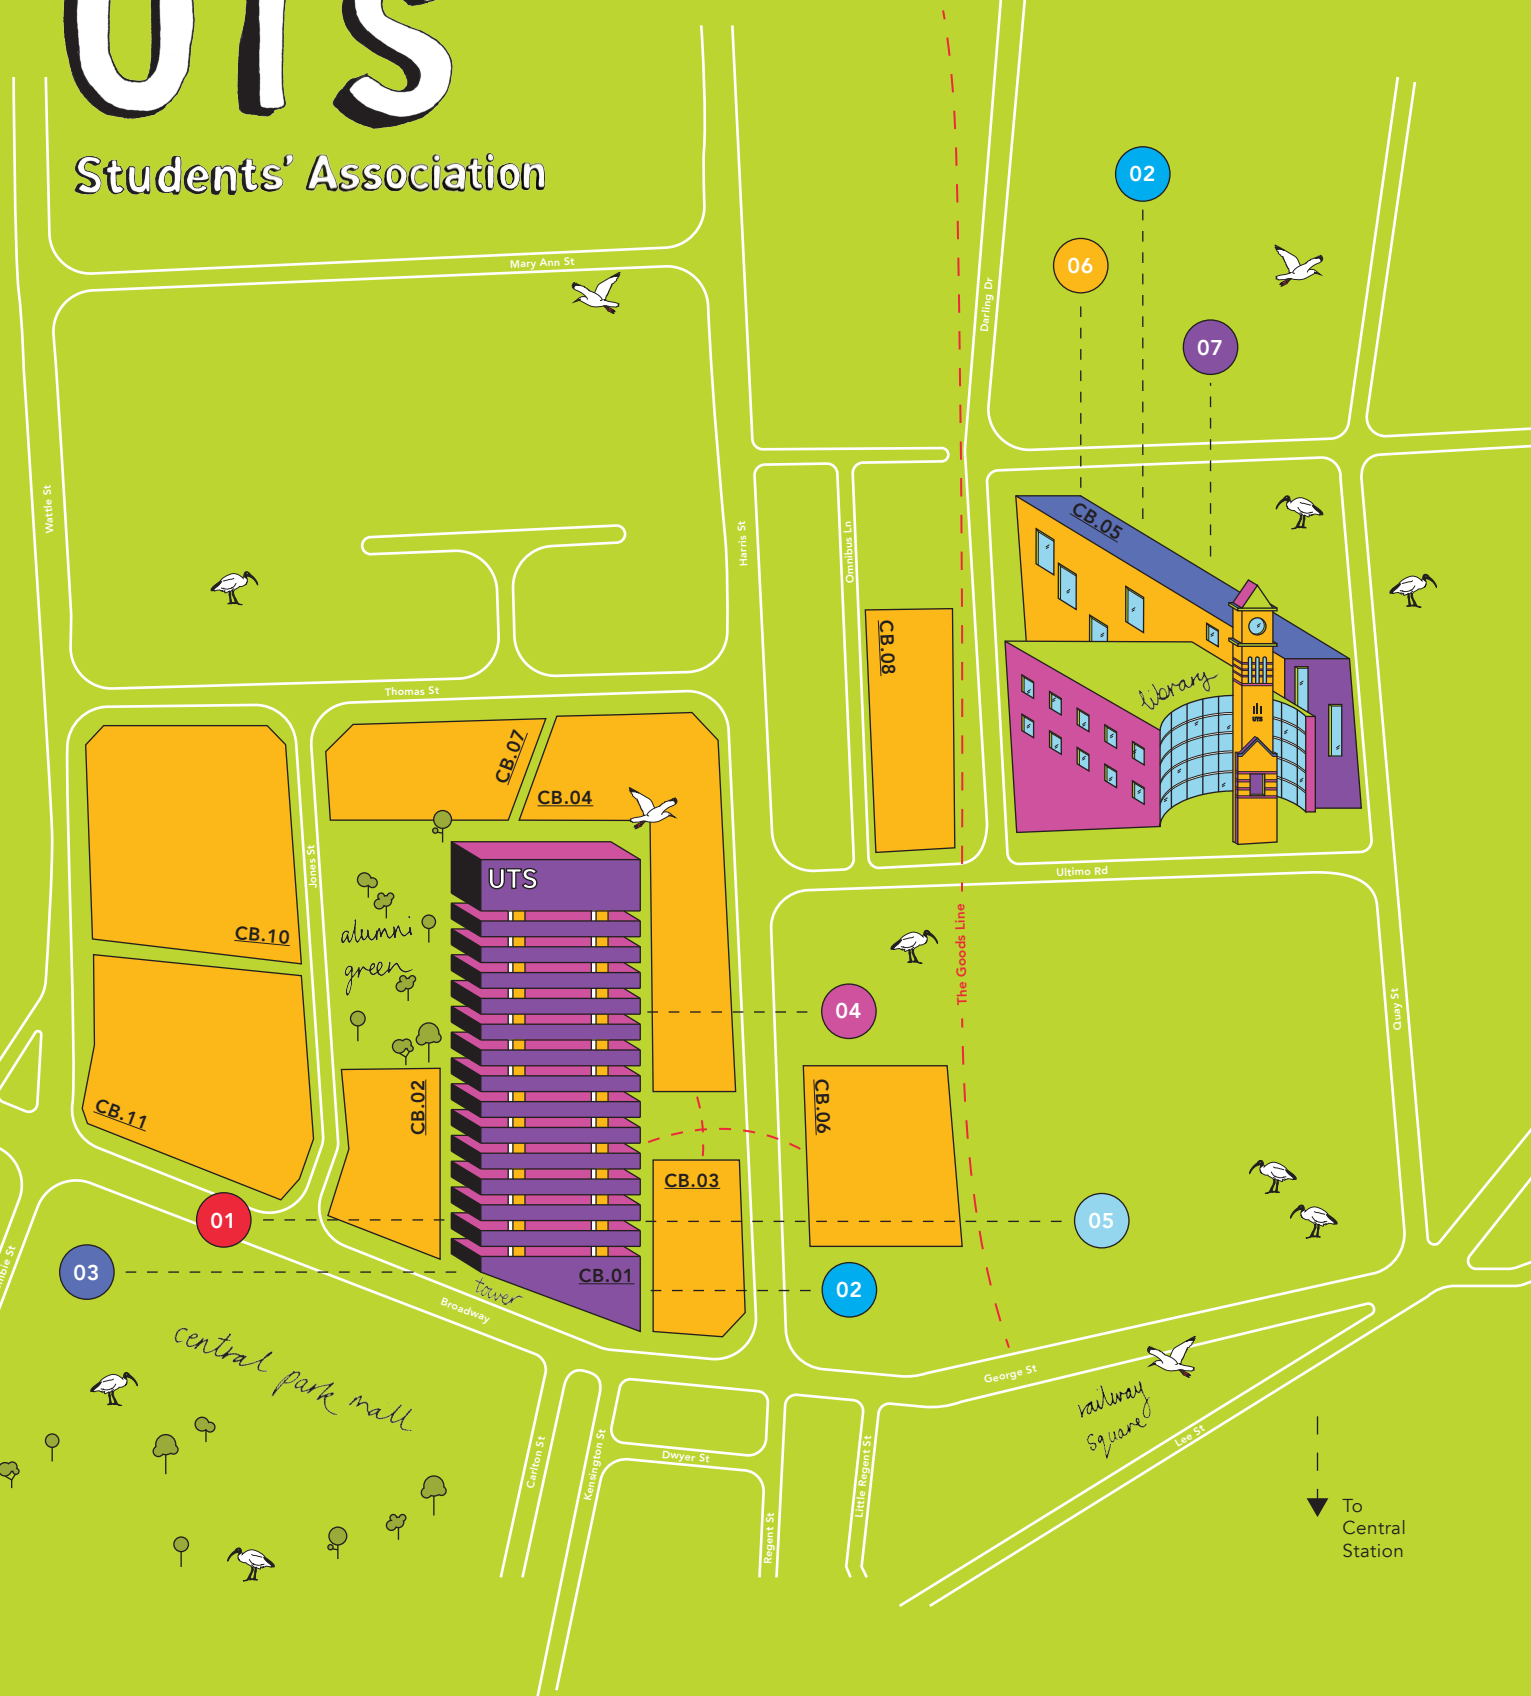 UTS
Students' Association
Mary Ann St
Darling Dr
02
06
07
Wattle St
Harris St
Omnibus Ln
CB.05
CB.08
library
UTS
Thomas St
CB.07
CB.04
Jones St
UTS
Ultimo Rd
The Goods Line
Quay St
CB.10
alumni
green
04
CB.11
CB.02
CB.06
CB.03
01
05
03
CB.01
02
tower
Broadway
central park mall
George St
railway
square
Lee St
Carlton St
Kensington St
Dwyer St
Regent St
Little Regent St
To
Central
Station